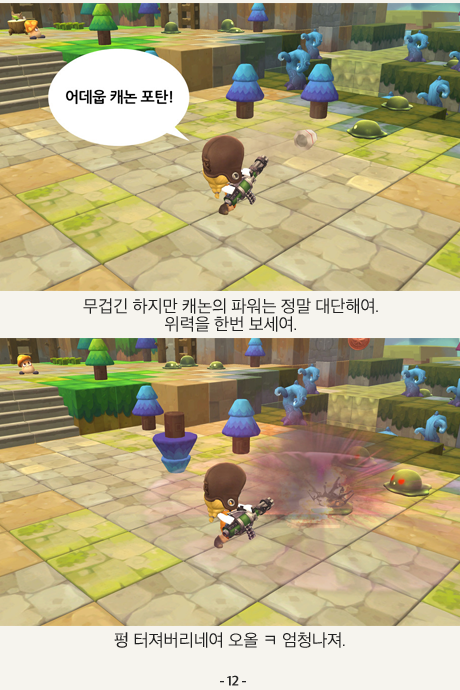 어데웁 캐논 포탄!
무겁긴 하지만 캐논의 파워는 정말 대단해여.
위력을 한번 보세여.
펑 터져버리네여 오올 ㅋ 엄청나져.
- 12 -